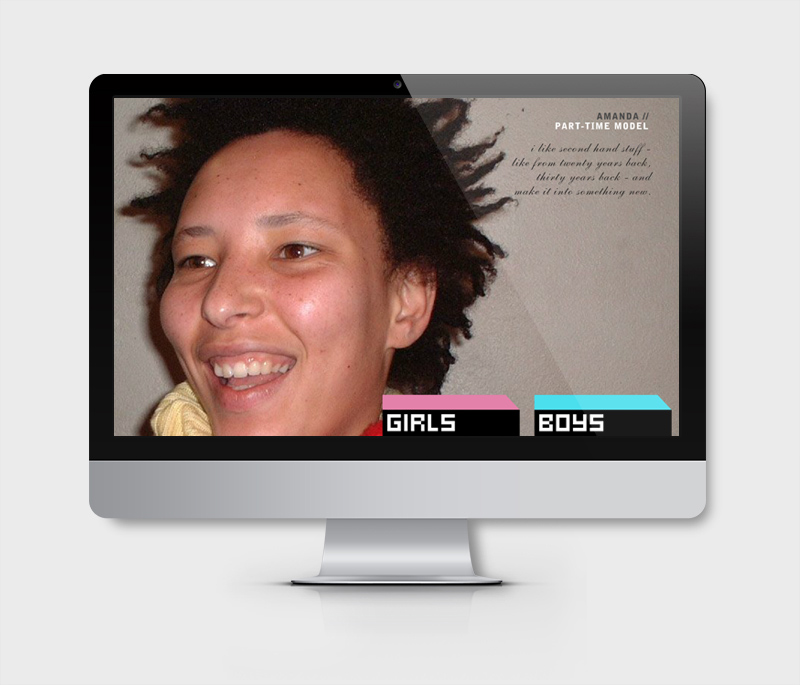 AMANDA //
PART-TIME MODEL
i like second hand stuff -
like from twenty years back,
thirty years back - and
make it into something new.
GIRLS
BOYS